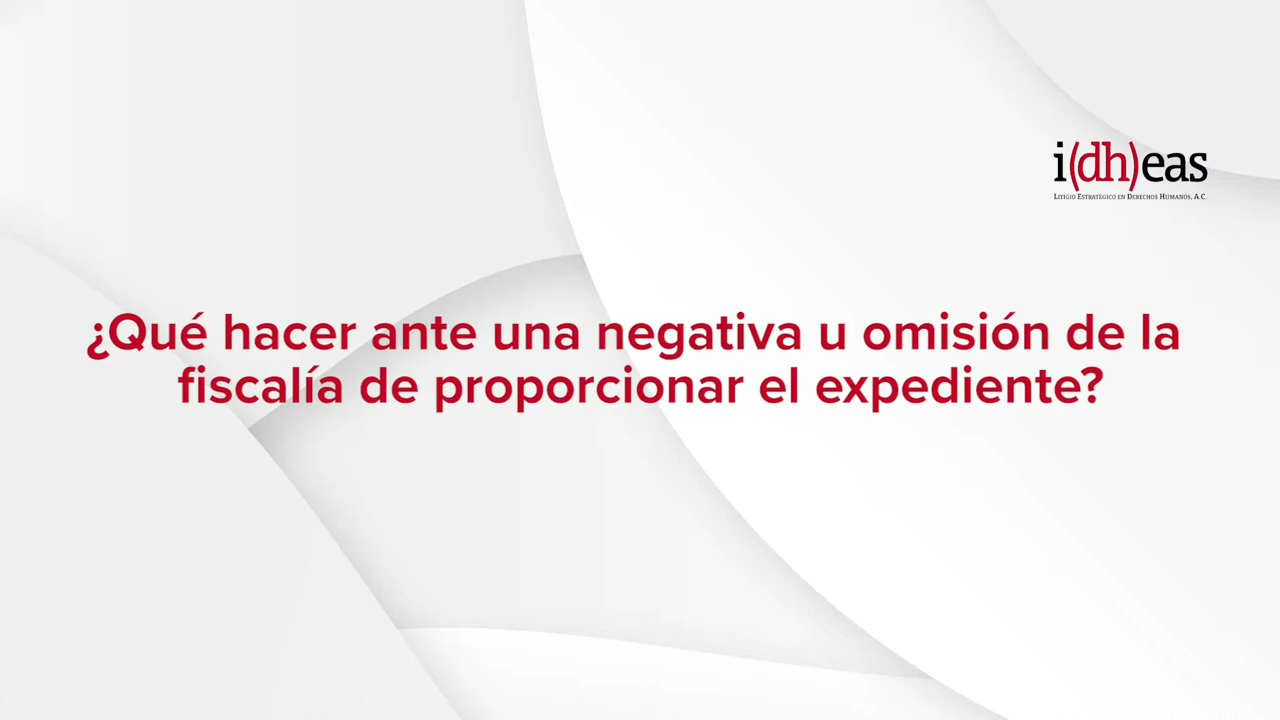 i(dh)eas
LITIGIO ESTRATÉGICO EN DERECHOS HUMANOS, A.C.
¿Qué hacer ante una negativa u omisión de la
fiscalía de proporcionar el expediente?